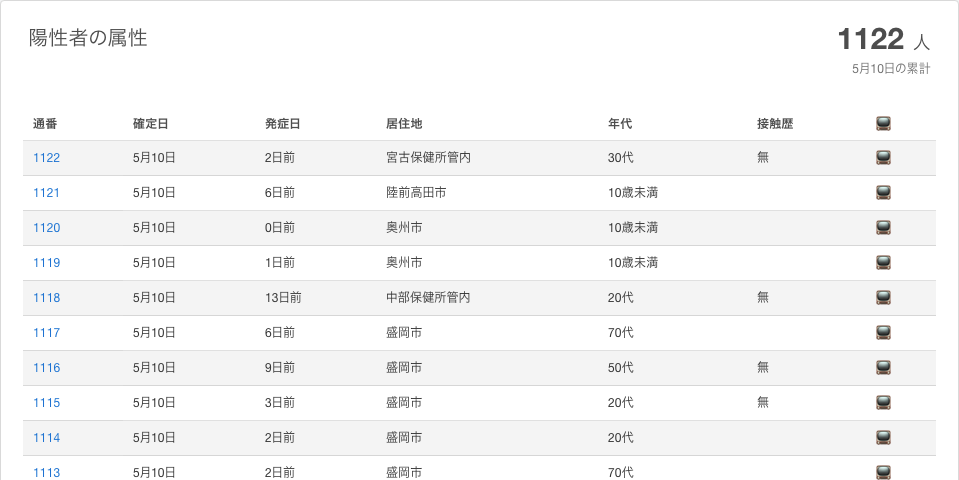 陽性者の属性
1122 人
5月10日の累計
通番 確定日 発症日 居住地 年代 接触歴
1122 5月10日 2日前 宮古保健所管内 30代 無
1121 5月10日 6日前 陸前高田市 10歳未満
1120 5月10日 0日前 奥州市 10歳未満
1119 5月10日 1日前 奥州市 10歳未満
1118 5月10日 13日前 中部保健所管内 20代 無
1117 5月10日 6日前 盛岡市 70代
1116 5月10日 9日前 盛岡市 50代 無
1115 5月10日 3日前 盛岡市 20代 無
1114 5月10日 2日前 盛岡市 20代
1113 5月10日 2日前 盛岡市 70代